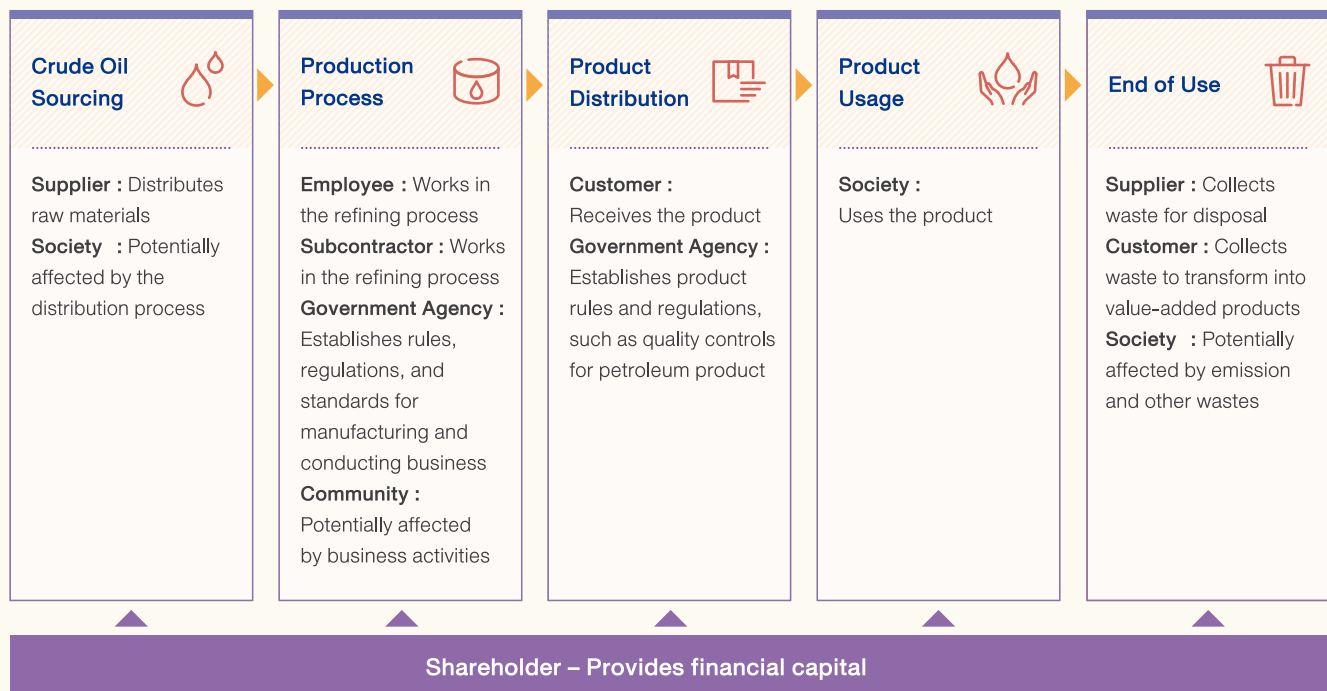 Crude Oil
Sourcing
Supplier : Distributes
raw materials
Society : Potentially
affected by the
distribution process
Production
Process
Employee : Works in
the refining process
Subcontractor : Works
in the refining process
Government Agency :
Establishes rules,
regulations, and
standards for
manufacturing and
conducting business
Community :
Potentially affected
by business activities
Product
Distribution
Customer :
Receives the product
Government Agency :
Establishes product
rules and regulations,
such as quality controls
for petroleum product
Product
Usage
Society :
Uses the product
End of Use
Supplier : Collects
waste for disposal
Customer : Collects
waste to transform into
value-added products
Society : Potentially
affected by emission
and other wastes
Shareholder – Provides financial capital